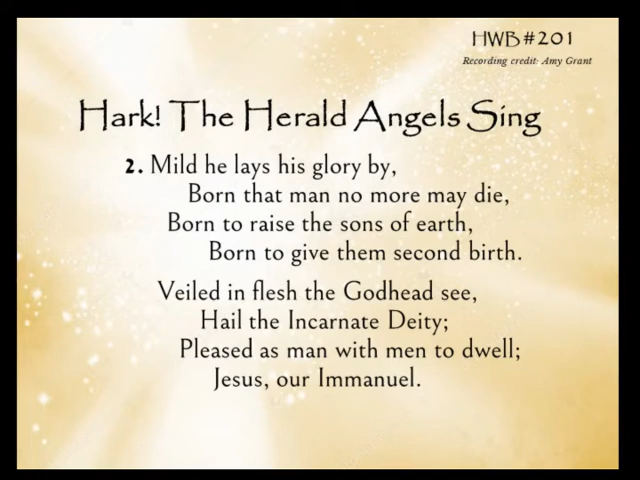 HWB#201
Recording credit: Amy Grant
Hark! The Herald Angels Sing
2. Mild he lays his glory by,
Born that man no more may die,
Born to raise the sons of earth,
Born to give them second birth.
Veiled in flesh the Godhead see,
Hail the Incarnate Deity;
Pleased as man with men to dwell;
Jesus, our Immanuel.